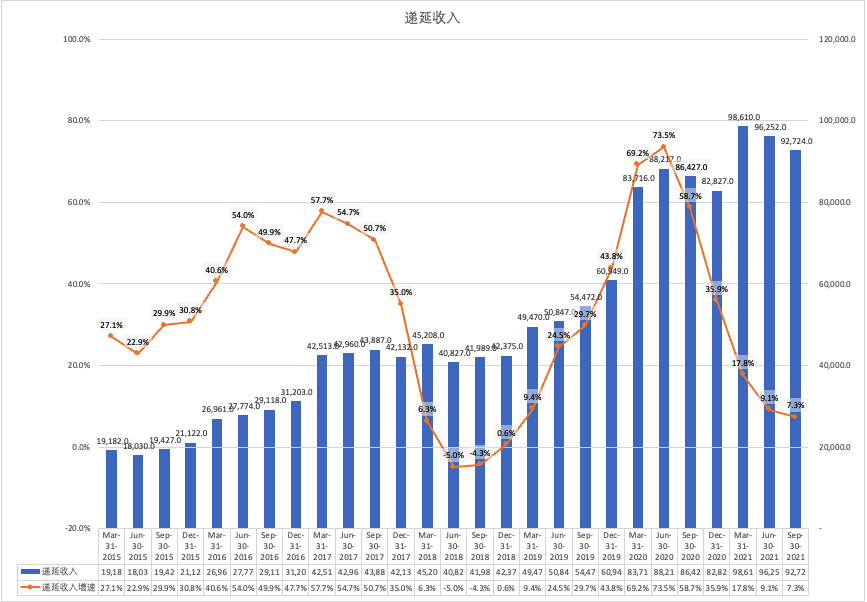 递延收入
100.0%
80.0%
60.0%
40.0%
20.0%
0.0%
-20.0%
120,000.0
100,000.0
80,000.0
60,000.0
40,000.0
20,000.0
-
19,182.0 18,030.0 19,427.0 21,122.0 26,961.0 27,774.0 29,118.0 31,203.0 42,513.0 42,960.0 43,887.0 42,132.0 45,208.0 40,827.0 41,989.0 42,375.0 49,470.0 50,847.0 54,472.0 60,949.0 83,716.0 88,217.0 86,427.0 82,827.0 98,610.0 96,252.0 92,724.0
27.1% 22.9% 29.9% 30.8% 40.6% 54.0% 49.9% 47.7% 57.7% 54.7% 50.7% 35.0% 6.3% -5.0% -4.3% 0.6% 9.4% 24.5% 29.7% 43.8% 69.2% 73.5% 58.7% 35.9% 17.8% 9.1% 7.3%
Mar- Jun- Sep- Dec- Mar- Jun- Sep- Dec- Mar- Jun- Sep- Dec- Mar- Jun- Sep- Dec- Mar- Jun- Sep- Dec- Mar- Jun- Sep- Dec- Mar- Jun- Sep-
31- 30- 30- 31- 31- 30- 30- 31- 31- 30- 30- 31- 31- 30- 30- 31- 31- 30- 30- 31- 31- 30- 30- 31- 31- 30- 30-
2015 2015 2015 2015 2016 2016 2016 2016 2017 2017 2017 2017 2018 2018 2018 2018 2019 2019 2019 2019 2020 2020 2020 2020 2021 2021 2021
递延收入 19,18 18,03 19,42 21,12 26,96 27,77 29,11 31,20 42,51 42,96 43,88 42,13 45,20 40,82 41,98 42,37 49,47 50,84 54,47 60,94 83,71 88,21 86,42 82,82 98,61 96,25 92,72
递延收入增速 27.1% 22.9% 29.9% 30.8% 40.6% 54.0% 49.9% 47.7% 57.7% 54.7% 50.7% 35.0% 6.3% -5.0% -4.3% 0.6% 9.4% 24.5% 29.7% 43.8% 69.2% 73.5% 58.7% 35.9% 17.8% 9.1% 7.3%